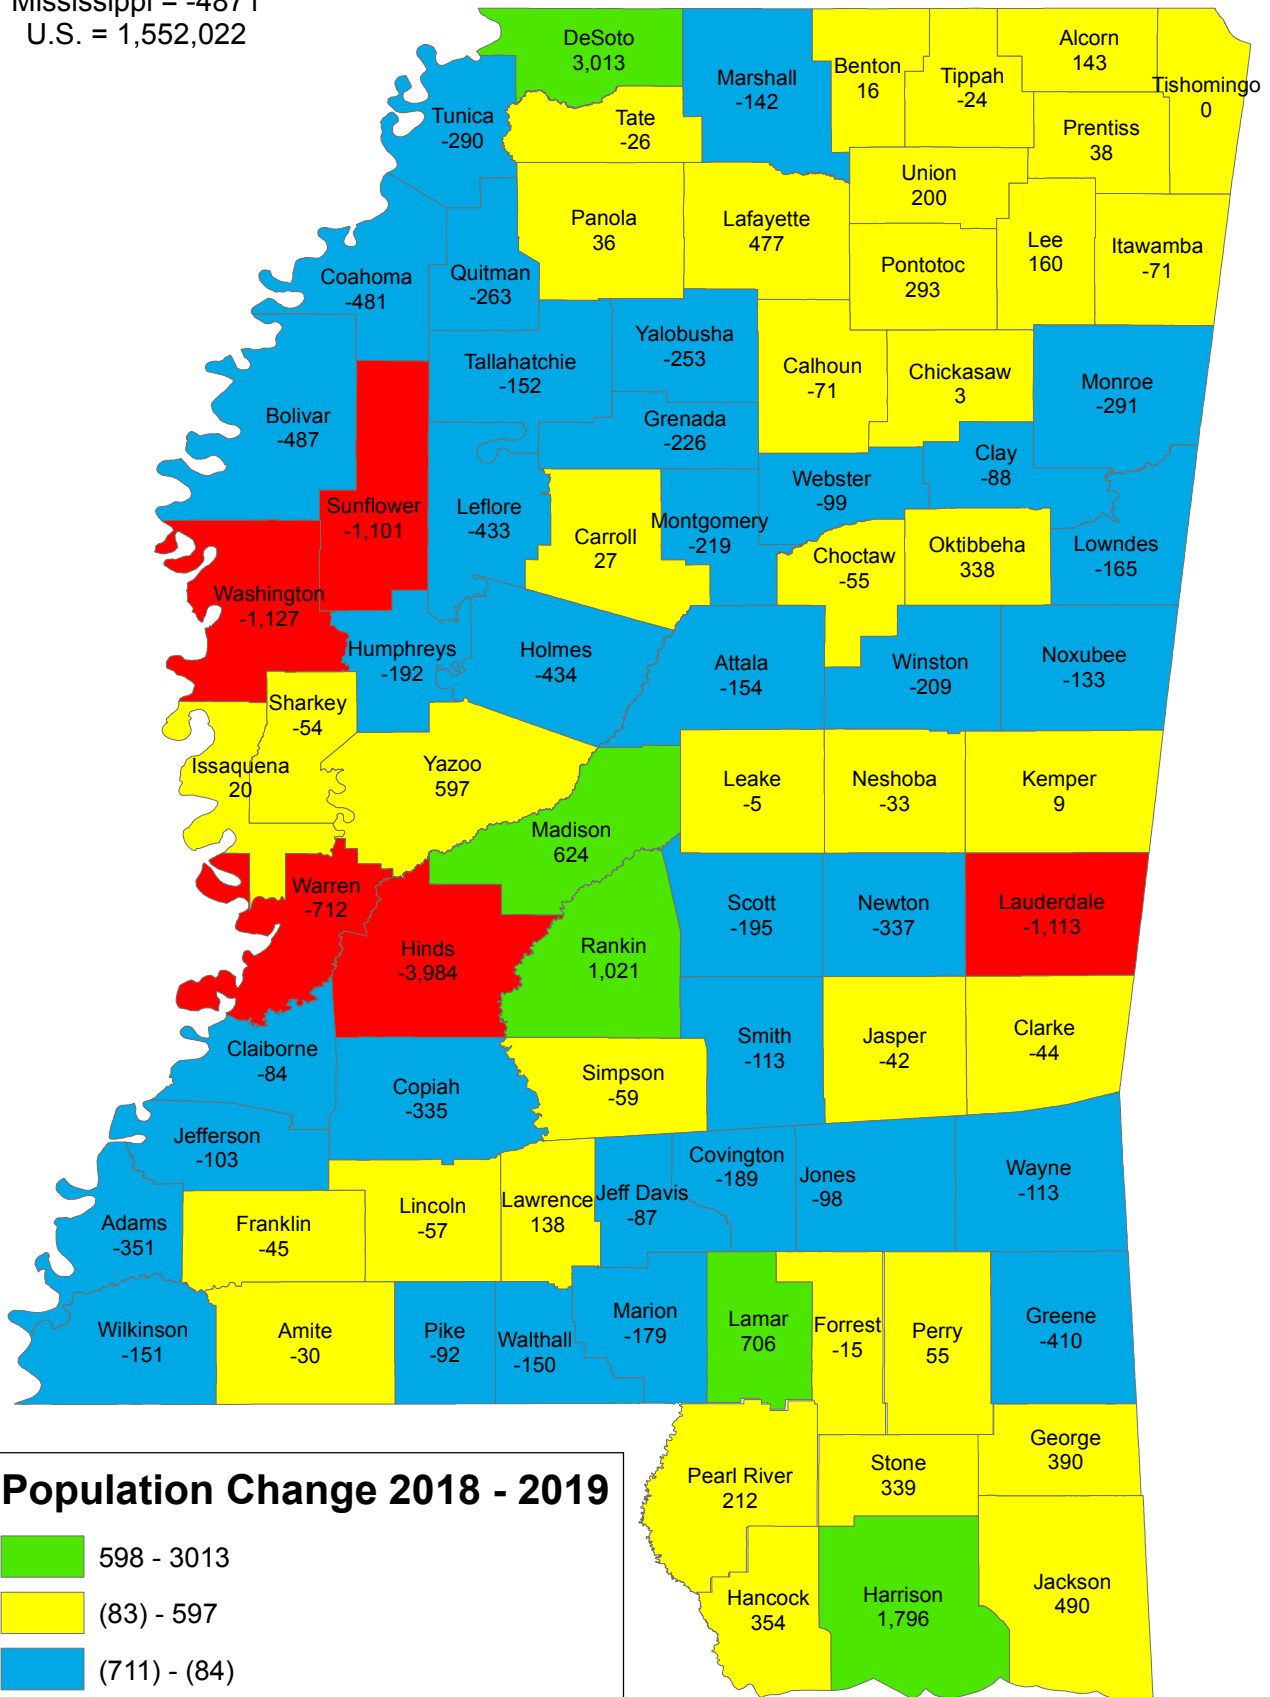 Mississippi = -4871
U.S. = 1,552,022
DeSoto
3,013
Marshall
-142
Benton
16
Tippah
-24
Alcorn
143
Tishomingo
0
Tunica
-290
Tate
-26
Prentiss
38
Union
200
Panola
36
Lafayette
477
Lee
160
Itawamba
-71
Coahoma
-481
Quitman
-263
Pontotoc
293
Yalobusha
-253
Tallahatchie
-152
Calhoun
-71
Chickasaw
3
Monroe
-291
Bolivar
-487
Grenada
-226
Clay
-88
Webster
-99
Sunflower
-1,101
Leflore
-433
Carroll
27
Montgomery
-219
Choctaw
-55
Oktibbeha
338
Lowndes
-165
Washington
-1,127
Humphreys
-192
Holmes
-434
Attala
-154
Winston
-209
Noxubee
-133
Sharkey
-54
Issaquena
20
Yazoo
597
Leake
-5
Neshoba
-33
Kemper
9
Madison
624
Warren
-712
Hinds
-3,984
Rankin
1,021
Scott
-195
Newton
-337
Lauderdale
-1,113
Claiborne
-84
Copiah
-335
Simpson
-59
Smith
-113
Jasper
-42
Clarke
-44
Jefferson
-103
Covington
-189
Jones
-98
Wayne
-113
Adams
-351
Franklin
-45
Lincoln
-57
Lawrence
138
Jeff Davis
-87
Wilkinson
-151
Amite
-30
Pike
-92
Walthall
-150
Marion
-179
Lamar
706
Forrest
-15
Perry
55
Greene
-410
Pearl River
212
Stone
339
George
390
Hancock
354
Harrison
1,796
Jackson
490
Population Change 2018 - 2019
598 - 3013
(83) - 597
(711) - (84)